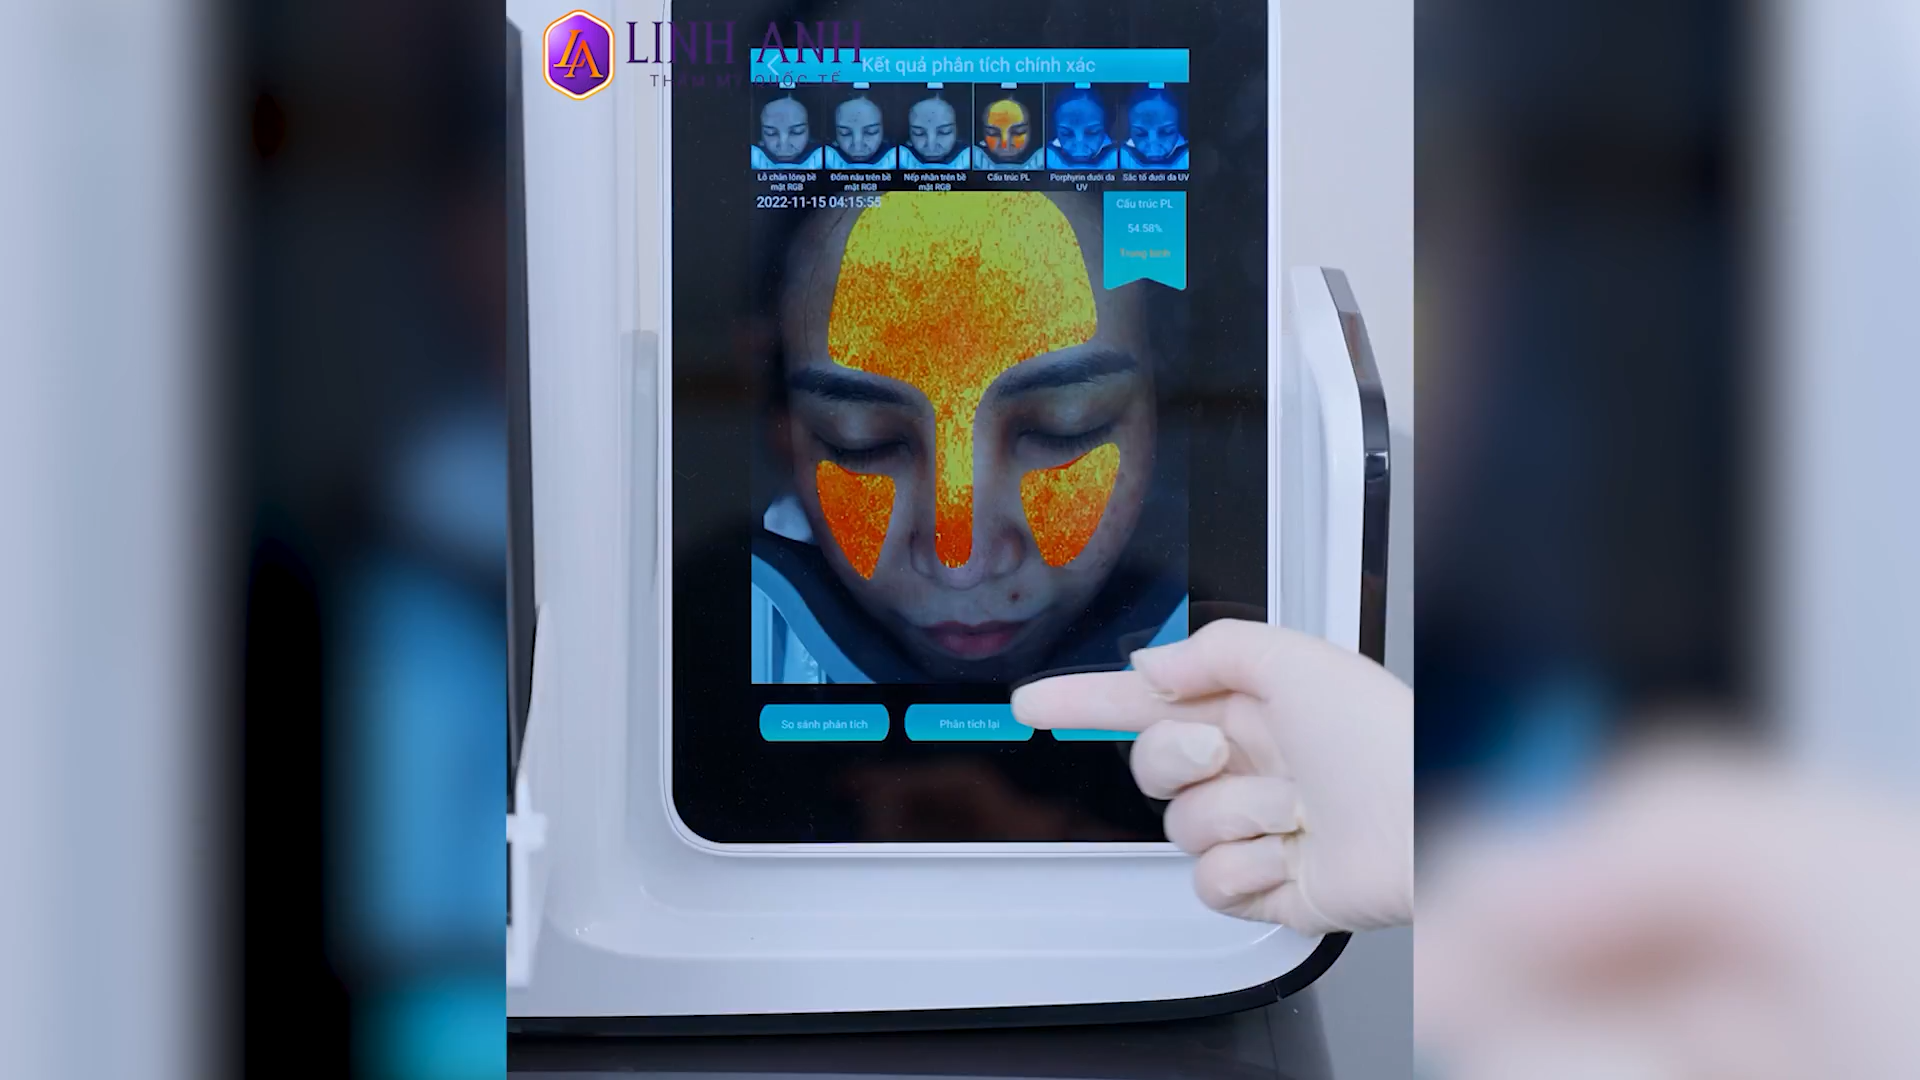 LA
LINH ANH
THẨM MỸ QUỐC TẾ
Kết quả phân tích chính xác
Lỗ chân lông bề mặt RGB
Đốm nâu trên bề mặt RGB
Nếp nhăn trên bề mặt RGB
Cấu trúc PL
Porphyrin dưới da UV
Sắc tố dưới da UV
2022-11-15 04:15:55
Cấu trúc PL
54.58%
Trung bình
So sánh phân tích
Phân tích lại